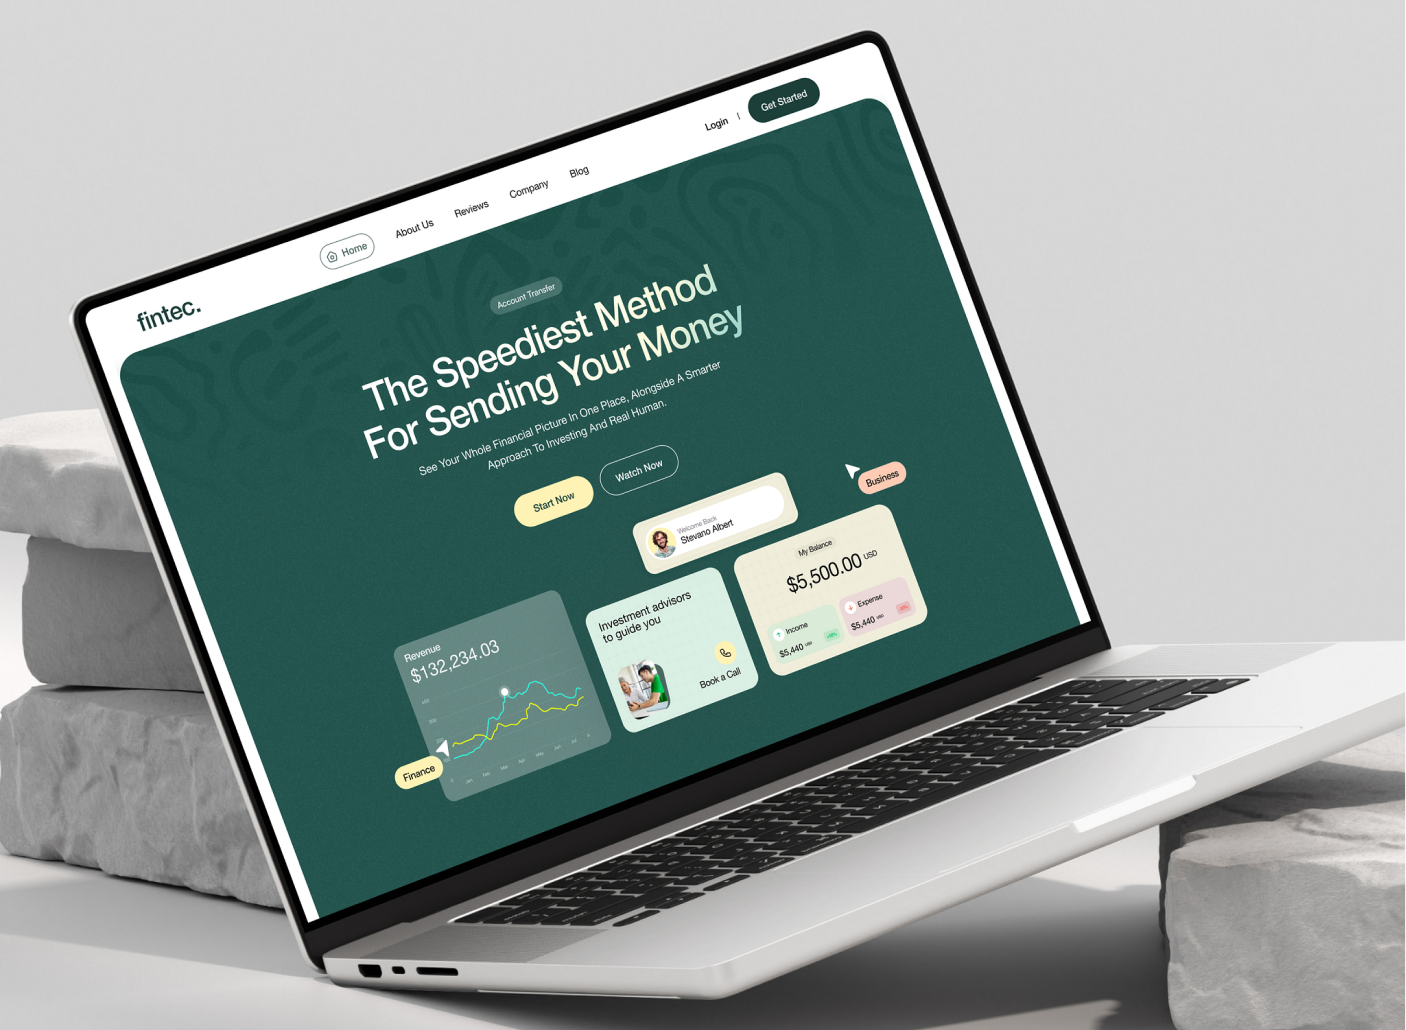 fintec.
Home
About Us
Reviews
Company
Blog
Login
Get Started
Account Transfer
The Speediest Method
For Sending Your Money
See Your Whole Financial Picture In One Place, Alongside A Smarter
Approach To Investing And Real Human.
Start Now
Watch Now
Welcome Back
Stevano Albert
Business
My Balance
$5,500.00 USD
Income
$5,440 USD
Expense
$5,440 USD
Investment advisors
to guide you
Book a Call
Revenue
$132,234.03
Finance
Jan
Feb
Mar
Apr
May
Jun
Jul